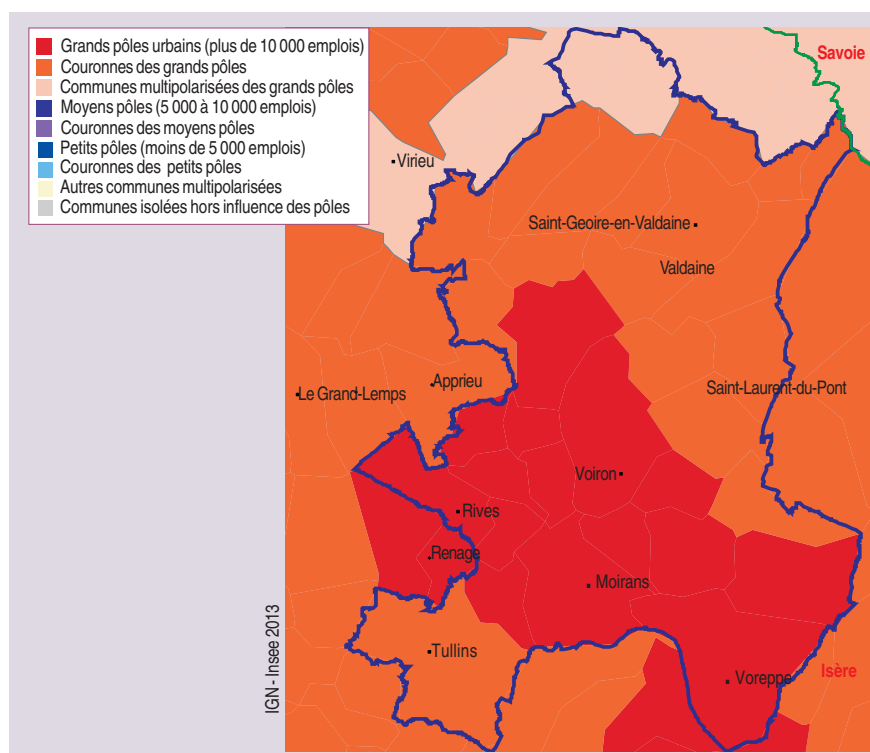 Grands pôles urbains (plus de 10 000 emplois)
Couronnes des grands pôles
Communes multipolarisées des grands pôles
Moyens pôles (5 000 à 10 000 emplois)
Couronnes des moyens pôles
Petits pôles (moins de 5 000 emplois)
Couronnes des petits pôles
Autres communes multipolarisées
Communes isolées hors influence des pôles
Savoie
Virieu
Saint-Geoire-en-Valdaine
Valdaine
Apprieu
Le Grand-Lemps
Saint-Laurent-du-Pont
Voiron
Rives
Renage
Moirans
Tullins
Voreppe
Isère
IGN - Insee 2013